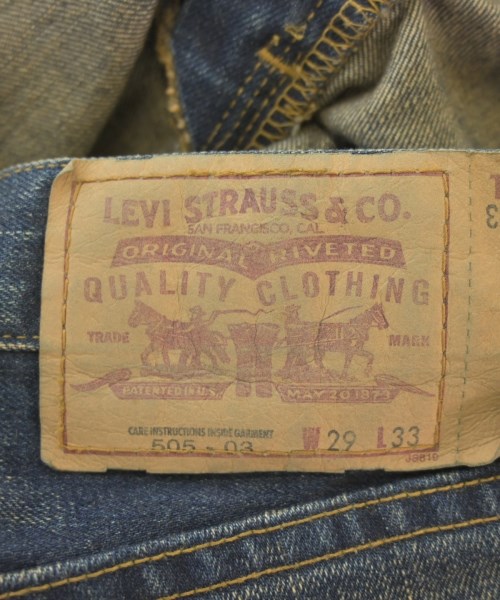 LEVI STRAUSS & CO.
SAN FRANCISCO, CAL.
ORIGINAL RIVETED
QUALITY CLOTHING
TRADE MARK
PATENTED IN U.S. MAY 20 1873
CARE INSTRUCTIONS INSIDE GARMENT
505 - 03 W 29 L 33